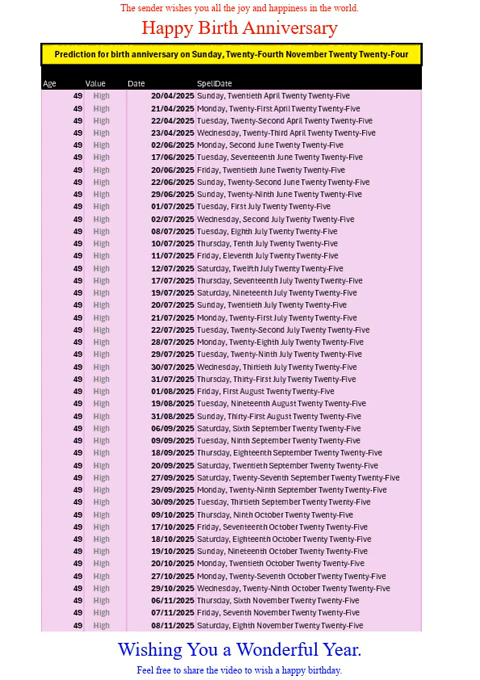 The sender wishes you all the joy and happiness in the world.
Happy Birth Anniversary
Prediction for birth anniversary on Sunday, Twenty-Fourth November Twenty Twenty-Four
Age Value Date SpellDate
49 High 20/04/2025 Sunday, Twentieth April Twenty Twenty-Five
49 High 21/04/2025 Monday, Twenty-First April Twenty Twenty-Five
49 High 22/04/2025 Tuesday, Twenty-Second April Twenty Twenty-Five
49 High 23/04/2025 Wednesday, Twenty-Third April Twenty Twenty-Five
49 High 02/06/2025 Monday, Second June Twenty Twenty-Five
49 High 17/06/2025 Tuesday, Seventeenth June Twenty Twenty-Five
49 High 20/06/2025 Friday, Twentieth June Twenty Twenty-Five
49 High 22/06/2025 Sunday, Twenty-Second June Twenty Twenty-Five
49 High 29/06/2025 Sunday, Twenty-Ninth June Twenty Twenty-Five
49 High 01/07/2025 Tuesday, First July Twenty Twenty-Five
49 High 02/07/2025 Wednesday, Second July Twenty Twenty-Five
49 High 08/07/2025 Tuesday, Eighth July Twenty Twenty-Five
49 High 10/07/2025 Thursday, Tenth July Twenty Twenty-Five
49 High 11/07/2025 Friday, Eleventh July Twenty Twenty-Five
49 High 12/07/2025 Saturday, Twelfth July Twenty Twenty-Five
49 High 17/07/2025 Thursday, Seventeenth July Twenty Twenty-Five
49 High 19/07/2025 Saturday, Nineteenth July Twenty Twenty-Five
49 High 20/07/2025 Sunday, Twentieth July Twenty Twenty-Five
49 High 21/07/2025 Monday, Twenty-First July Twenty Twenty-Five
49 High 22/07/2025 Tuesday, Twenty-Second July Twenty Twenty-Five
49 High 28/07/2025 Monday, Twenty-Eighth July Twenty Twenty-Five
49 High 29/07/2025 Tuesday, Twenty-Ninth July Twenty Twenty-Five
49 High 30/07/2025 Wednesday, Thirtieth July Twenty Twenty-Five
49 High 31/07/2025 Thursday, Thirty-First July Twenty Twenty-Five
49 High 01/08/2025 Friday, First August Twenty Twenty-Five
49 High 19/08/2025 Tuesday, Nineteenth August Twenty Twenty-Five
49 High 31/08/2025 Sunday, Thirty-First August Twenty Twenty-Five
49 High 06/09/2025 Saturday, Sixth September Twenty Twenty-Five
49 High 09/09/2025 Tuesday, Ninth September Twenty Twenty-Five
49 High 18/09/2025 Thursday, Eighteenth September Twenty Twenty-Five
49 High 20/09/2025 Saturday, Twentieth September Twenty Twenty-Five
49 High 27/09/2025 Saturday, Twenty-Seventh September Twenty Twenty-Five
49 High 29/09/2025 Monday, Twenty-Ninth September Twenty Twenty-Five
49 High 30/09/2025 Tuesday, Thirtieth September Twenty Twenty-Five
49 High 09/10/2025 Thursday, Ninth October Twenty Twenty-Five
49 High 17/10/2025 Friday, Seventeenth October Twenty Twenty-Five
49 High 18/10/2025 Saturday, Eighteenth October Twenty Twenty-Five
49 High 19/10/2025 Sunday, Nineteenth October Twenty Twenty-Five
49 High 20/10/2025 Monday, Twentieth October Twenty Twenty-Five
49 High 27/10/2025 Monday, Twenty-Seventh October Twenty Twenty-Five
49 High 29/10/2025 Wednesday, Twenty-Ninth October Twenty Twenty-Five
49 High 06/11/2025 Thursday, Sixth November Twenty Twenty-Five
49 High 07/11/2025 Friday, Seventh November Twenty Twenty-Five
49 High 08/11/2025 Saturday, Eighth November Twenty Twenty-Five
Wishing You a Wonderful Year.
Feel free to share the video to wish a happy birthday.